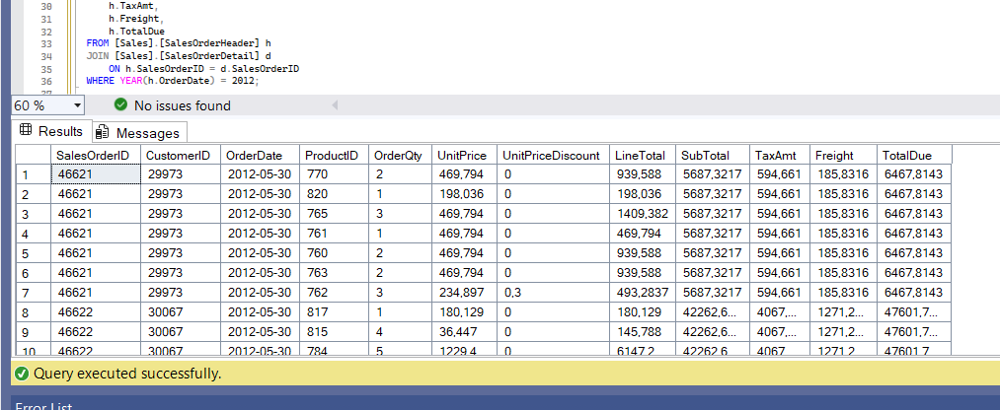 30 h.TaxAmt,
31 h.Freight,
32 h.TotalDue
33 FROM [Sales].[SalesOrderHeader] h
34 JOIN [Sales].[SalesOrderDetail] d
35 ON h.SalesOrderID = d.SalesOrderID
36 WHERE YEAR(h.OrderDate) = 2012;
60 % No issues found
Results Messages
SalesOrderID CustomerID OrderDate ProductID OrderQty UnitPrice UnitPriceDiscount LineTotal SubTotal TaxAmt Freight TotalDue
1 46621 29973 2012-05-30 770 2 469,794 0 939,588 5687,3217 594,661 185,8316 6467,8143
2 46621 29973 2012-05-30 820 1 198,036 0 198,036 5687,3217 594,661 185,8316 6467,8143
3 46621 29973 2012-05-30 765 3 469,794 0 1409,382 5687,3217 594,661 185,8316 6467,8143
4 46621 29973 2012-05-30 761 1 469,794 0 469,794 5687,3217 594,661 185,8316 6467,8143
5 46621 29973 2012-05-30 760 2 469,794 0 939,588 5687,3217 594,661 185,8316 6467,8143
6 46621 29973 2012-05-30 763 2 469,794 0 939,588 5687,3217 594,661 185,8316 6467,8143
7 46621 29973 2012-05-30 762 3 234,897 0,3 493,2837 5687,3217 594,661 185,8316 6467,8143
8 46622 30067 2012-05-30 817 1 180,129 0 180,129 42262,6... 4067,... 1271,2... 47601,7...
9 46622 30067 2012-05-30 815 4 36,447 0 145,788 42262,6... 4067,... 1271,2... 47601,7...
10 46622 30067 2012-05-30 784 5 1229,4 0 6147,2 42262,6 4067 1271,2 47601,7
Query executed successfully.
Error List